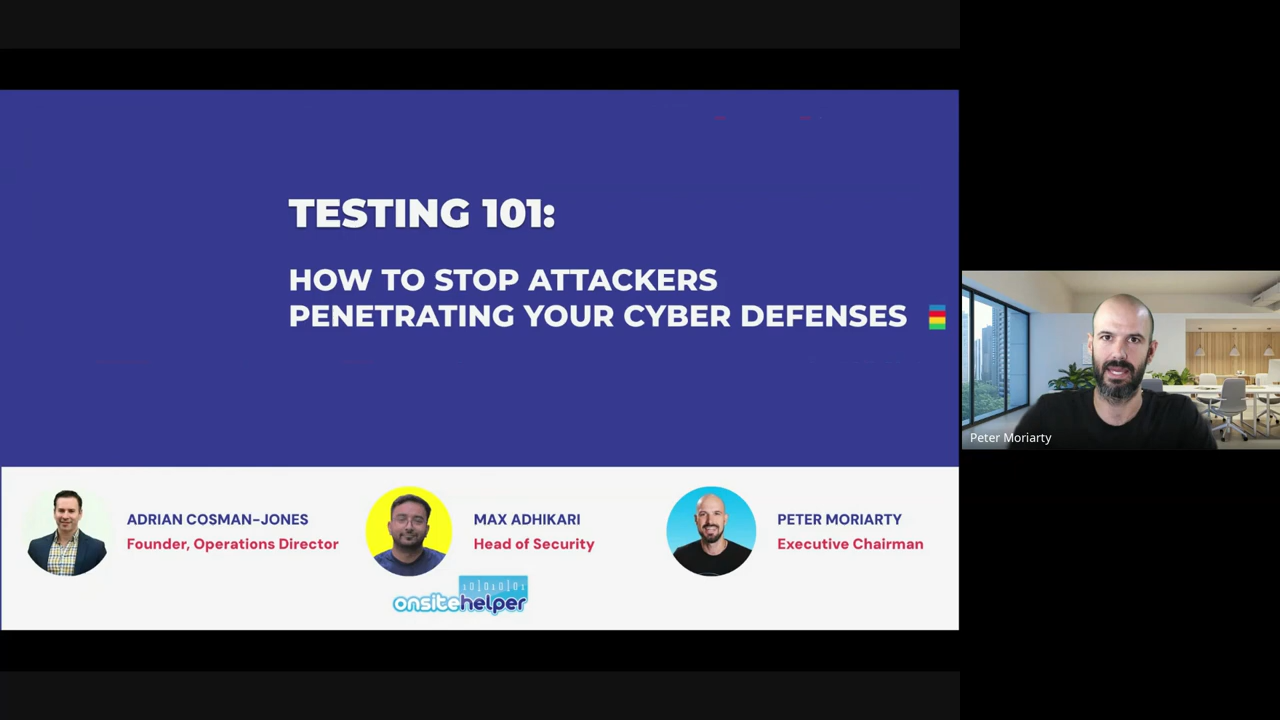 TESTING 101:
HOW TO STOP ATTACKERS
PENETRATING YOUR CYBER DEFENSES
Peter Moriarty
ADRIAN COSMAN-JONES
Founder, Operations Director
MAX ADHIKARI
Head of Security
PETER MORIARTY
Executive Chairman
onsitehelper